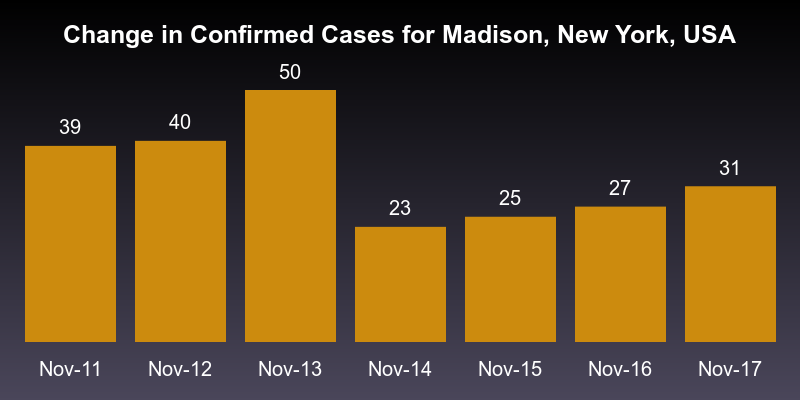 Change in Confirmed Cases for Madison, New York, USA
39 40 50 23 25 27 31
Nov-11 Nov-12 Nov-13 Nov-14 Nov-15 Nov-16 Nov-17